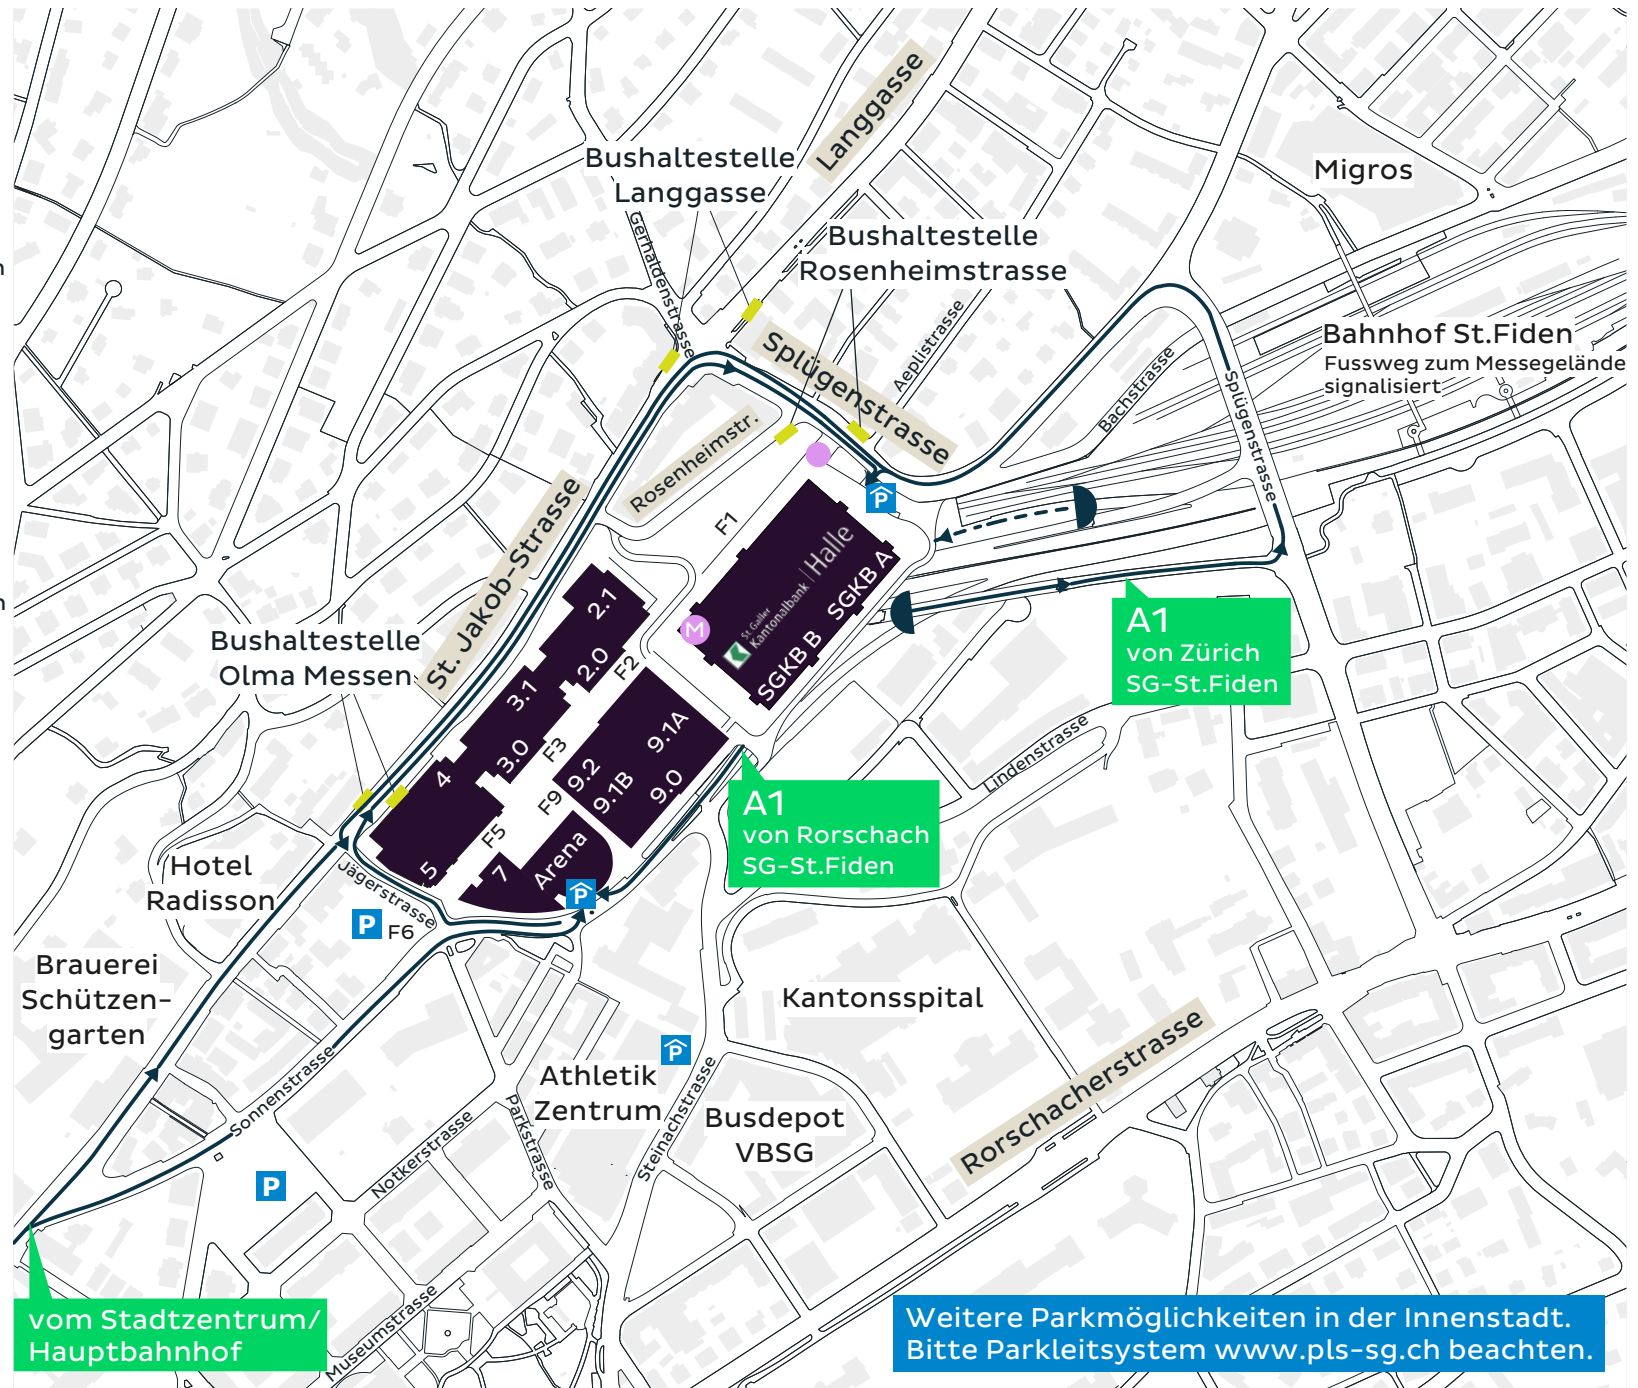 Langgasse
Bushaltestelle
Langgasse
Migros
Gerhaldenstrasse
Bushaltestelle
Rosenheimstrasse
n
Aeplistrasse
Splügenstrasse
Bachstrasse
Splügenstrasse
Bahnhof St.Fiden
Fussweg zum Messegelände
signalisiert
Rosenheimstr.
P
F1
St. Jakob-Strasse
St.Galler
Kantonalbank
Halle
SGKB A
SGKB B
M
n
2.1
2.0
F2
Bushaltestelle
Olma Messen
A1
von Zürich
SG-St.Fiden
3.1
3.0
F3
9.1A
9.2
9.1B
9.0
F9
4
F5
5
7
Arena
Lindenstrasse
A1
von Rorschach
SG-St.Fiden
Hotel
Radisson
Jägerstrasse
P
P
F6
Brauerei
Schützen-
garten
Kantonsspital
Rorschacherstrasse
P
Athletik
Zentrum
Steinachstrasse
Busdepot
VBSG
Sonnenstrasse
Notkerstrasse
Parkstrasse
P
Museumstrasse
vom Stadtzentrum/
Hauptbahnhof
Weitere Parkmöglichkeiten in der Innenstadt.
Bitte Parkleitsystem www.pls-sg.ch beachten.